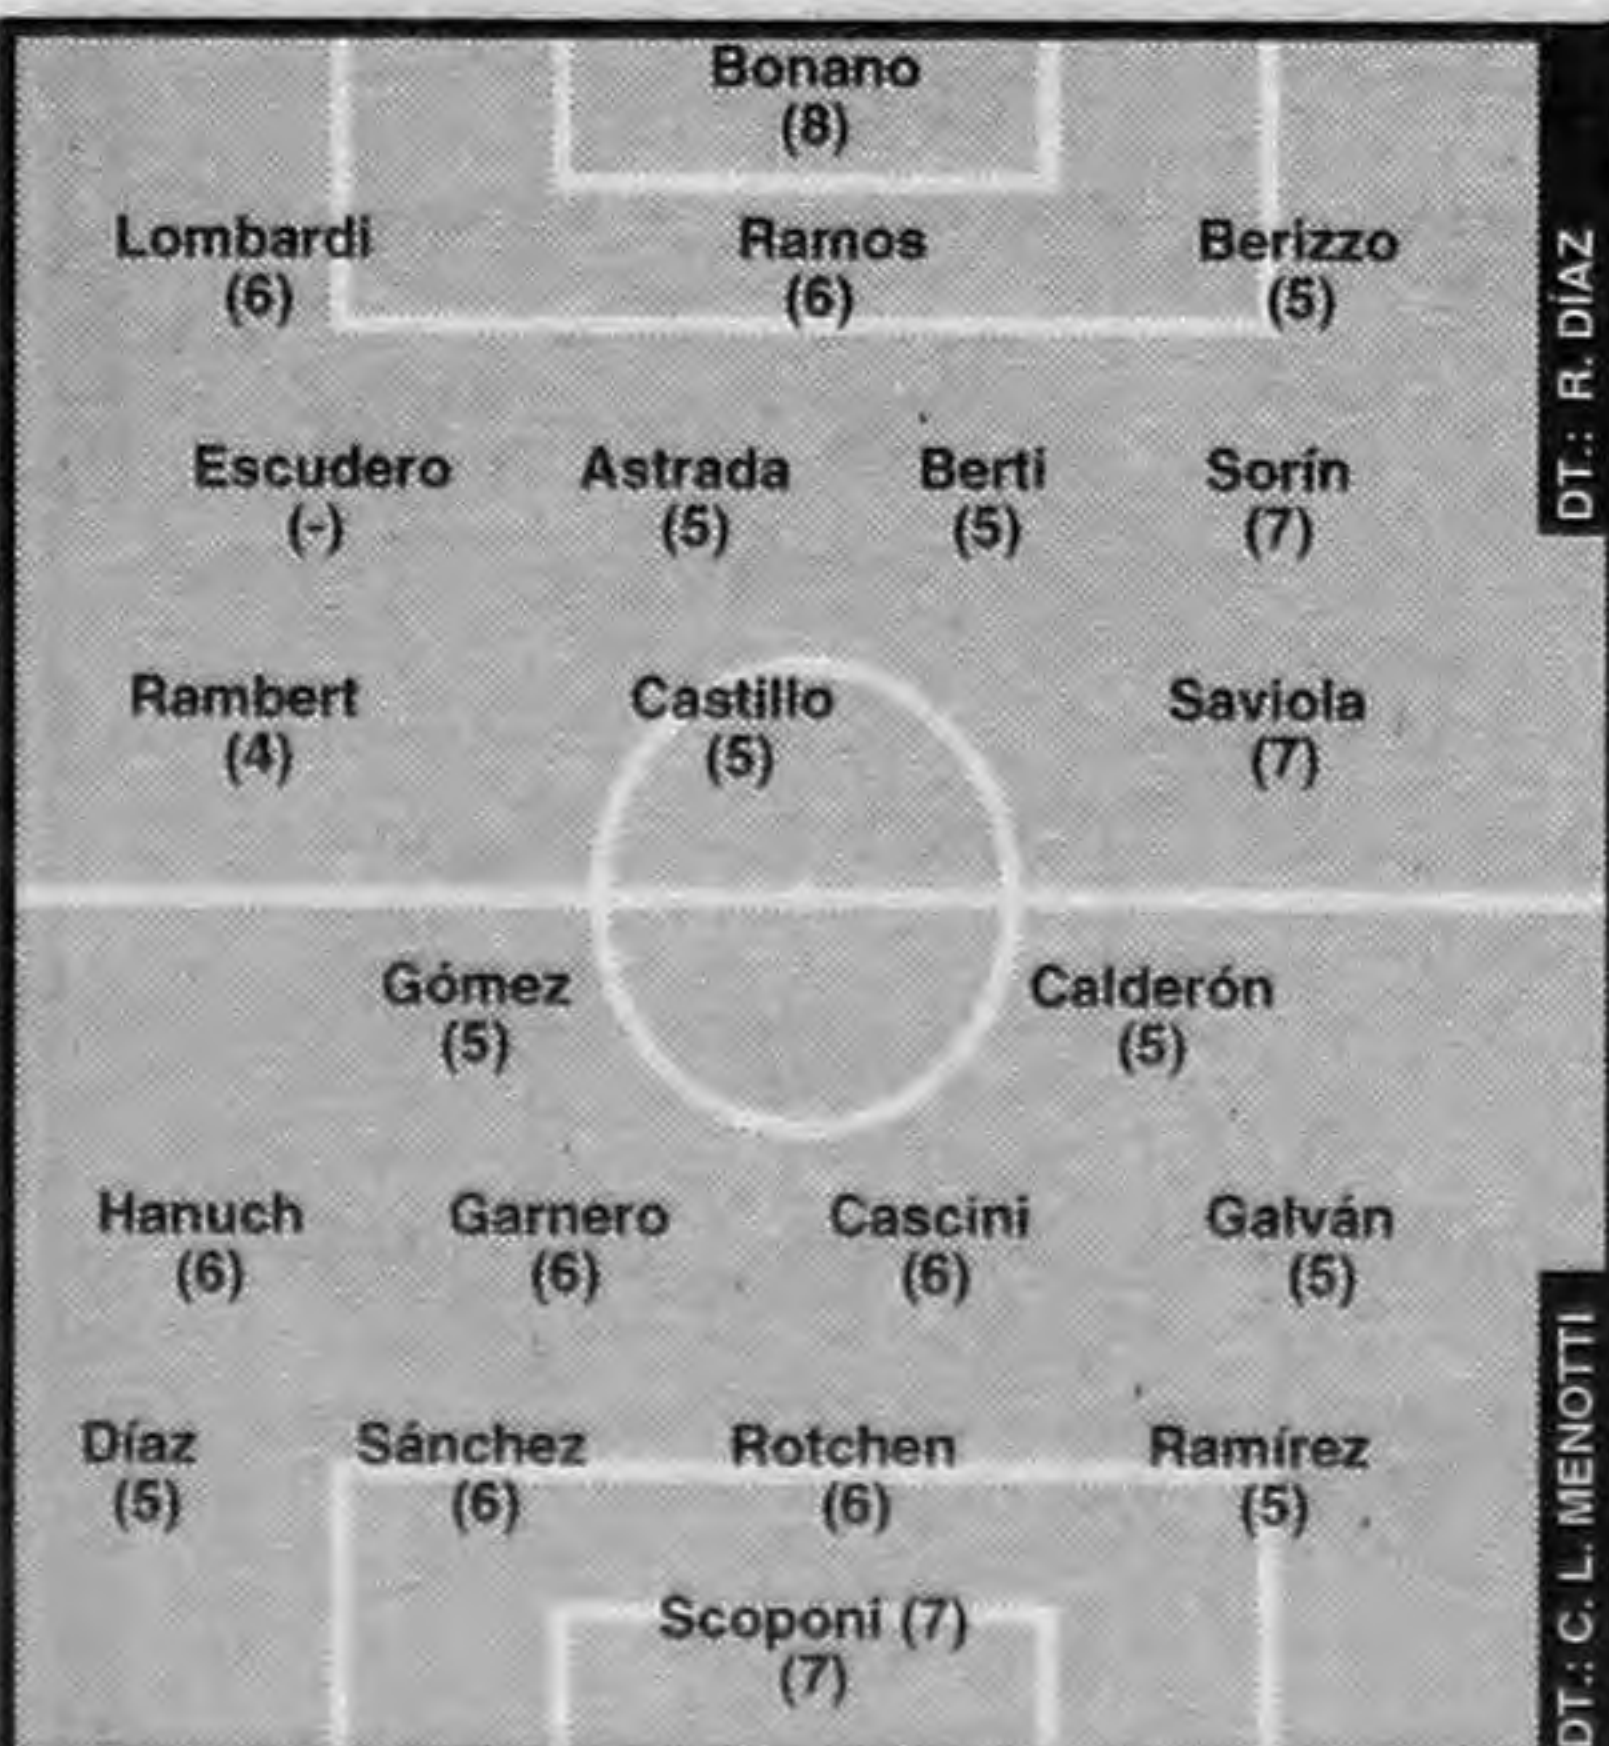 Bonano
(8)
Lombardi Ramos Berizzo
(6) (6) (5)
DT.: R. DÍAZ
Escudero Astrada Berti Sorín
(-) (5) (5) (7)
Rambert Castillo Saviola
(4) (5) (7)
Gómez Calderón
(5) (5)
Hanuch Garnero Cascini Galván
(6) (6) (6) (5)
Díaz Sánchez Rotchen Ramírez
(5) (6) (6) (5)
DT.: C. L. MENOTTI
Scoponi (7)
(7)